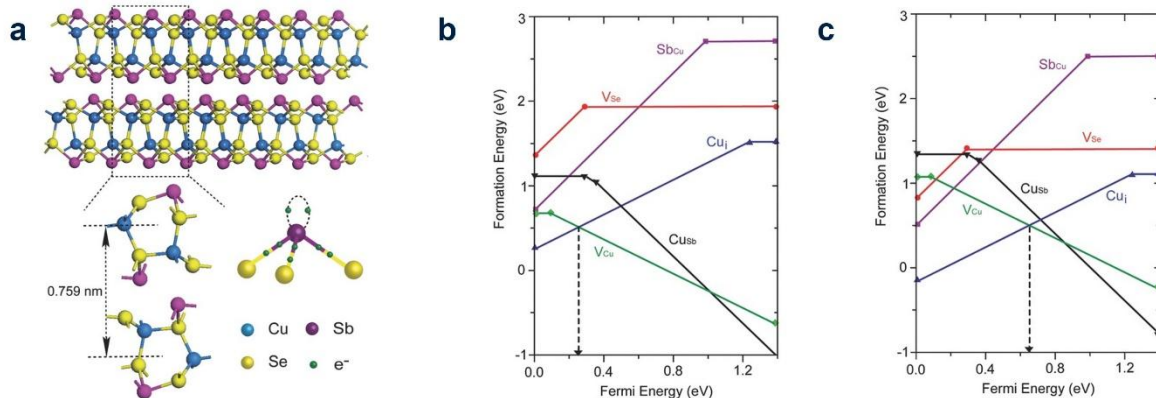 a
0.759 nm
Cu
Sb
Se
e⁻
b
Formation Energy (eV)
3
2
1
0
-1
Sb_Cu
V_Se
Cu_i
Cu_Sb
V_Cu
0.0 0.4 0.8 1.2
Fermi Energy (eV)
c
Formation Energy (eV)
3
2
1
0
-1
Sb_Cu
V_Se
Cu_Sb
Cu_i
V_Cu
0.0 0.4 0.8 1.2
Fermi Energy (eV)